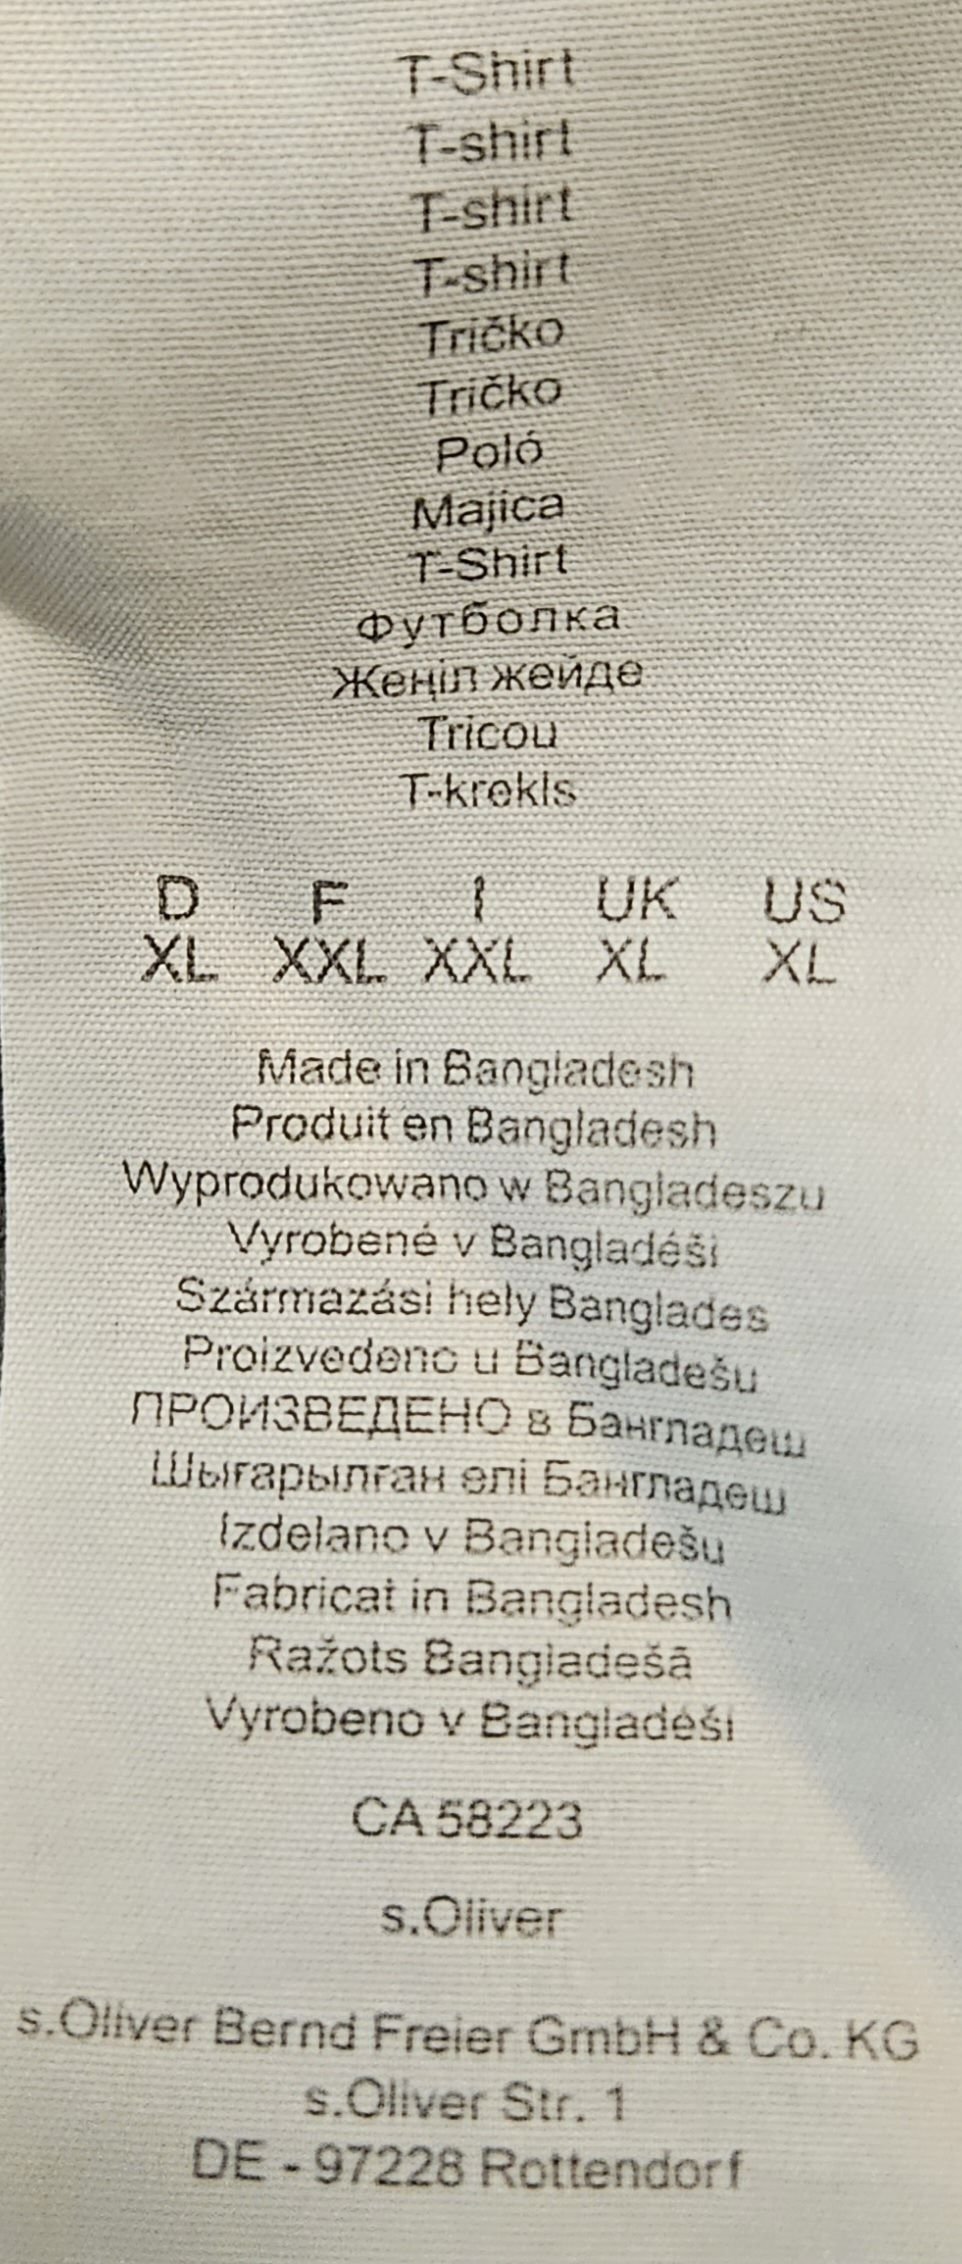 T-Shirt
T-shirt
T-shirt
T-shirt
Tričko
Tričko
Poló
Majica
T-Shirt
Футболка
Жеңіл жейде
Tricou
T-krekls
D F I UK US
XL XXL XXL XL XL
Made in Bangladesh
Produit en Bangladesh
Wyprodukowano w Bangladeszu
Vyrobené v Bangladéši
Származási hely Banglades
Proizvedeno u Bangladešu
ПРОИЗВЕДЕНО в Бангладеш
Шығарылған елі Бангладеш
Izdelano v Bangladešu
Fabricat in Bangladesh
Ražots Bangladešā
Vyrobeno v Bangladéši
CA 58223
s.Oliver
s.Oliver Bernd Freier GmbH & Co. KG
s.Oliver Str. 1
DE - 97228 Rottendorf